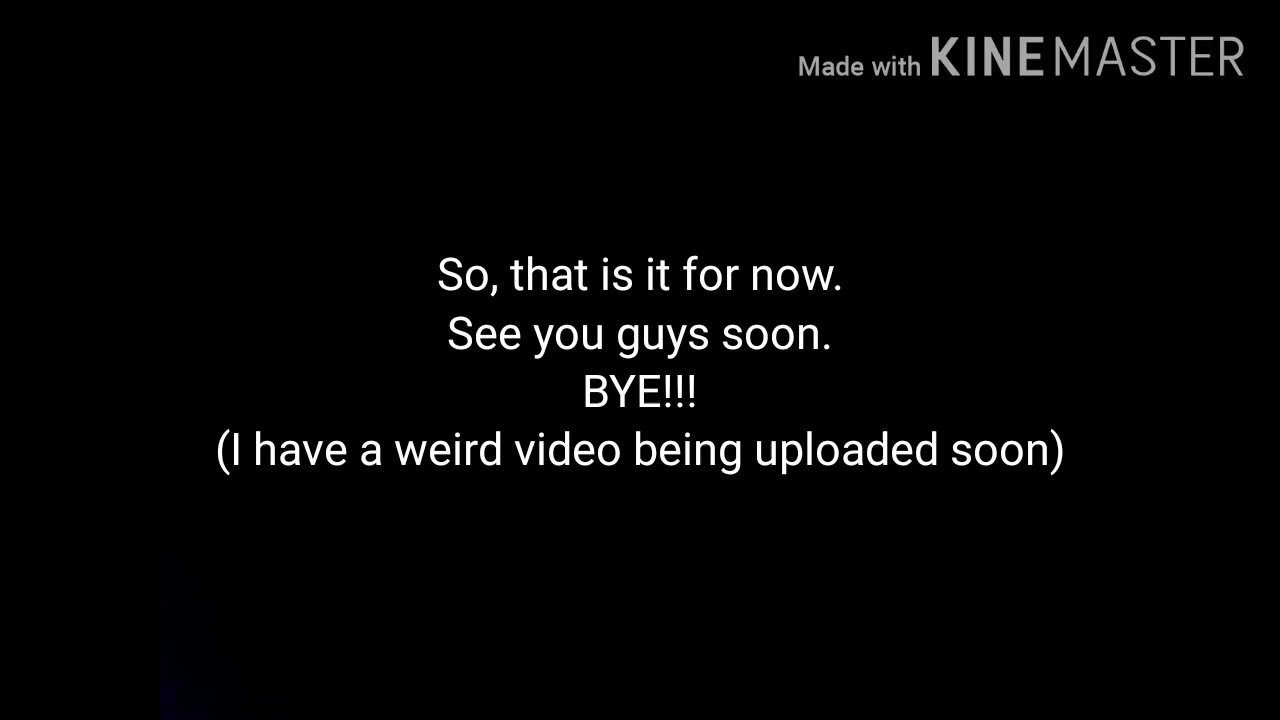 Made with KINEMASTER
So, that is it for now.
See you guys soon.
BYE!!!
(I have a weird video being uploaded soon)